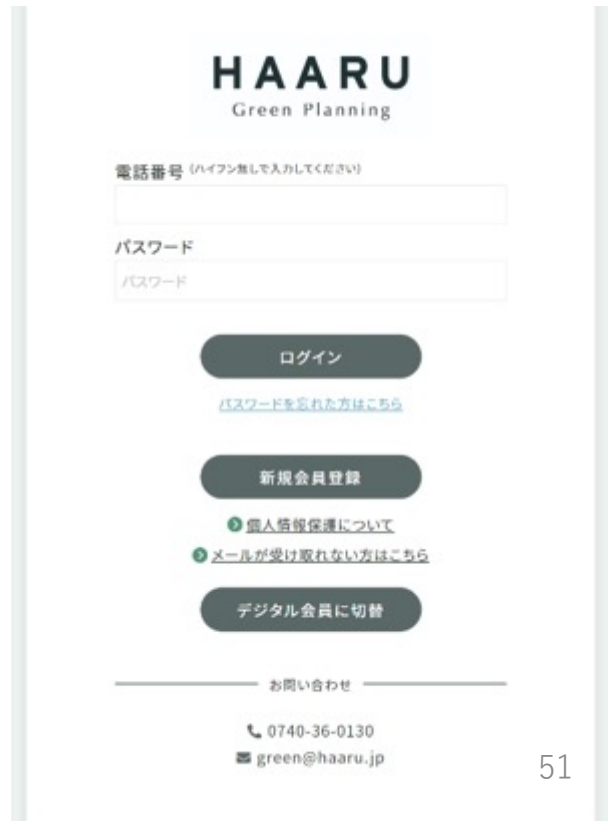 HAARU
Green Planning
電話番号 (ハイフン無しで入力してください)
パスワード
パスワード
ログイン
パスワードを忘れた方はこちら
新規会員登録
個人情報保護について
メールが受け取れない方はこちら
デジタル会員に切替
お問い合わせ
0740-36-0130
green@haaru.jp
51